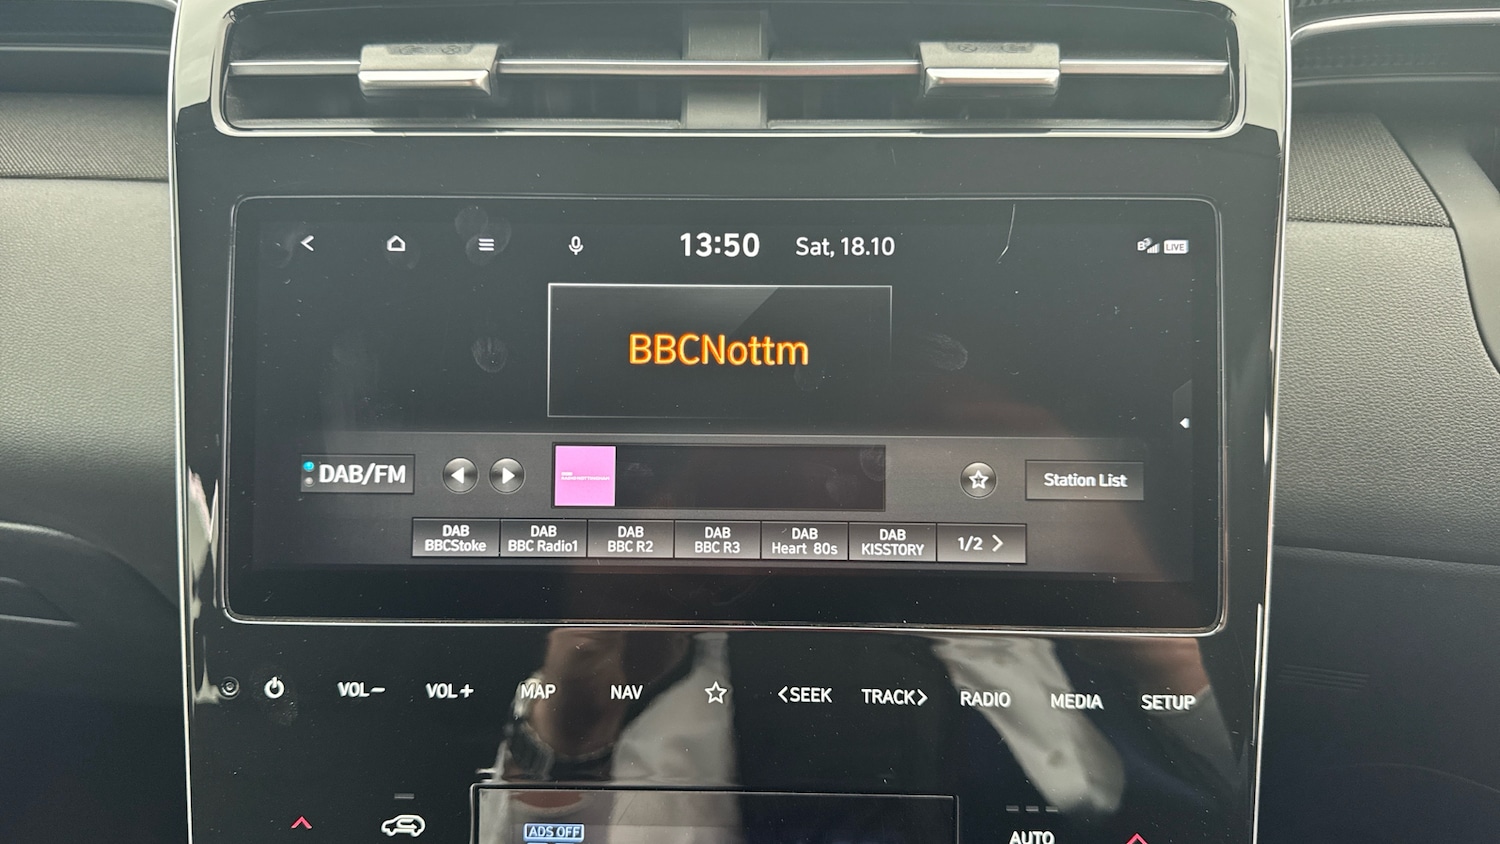 13:50 Sat, 18.10 LIVE
BBCNottm
DAB/FM
Station List
DAB
BBCStoke
DAB
BBC Radio1
DAB
BBC R2
DAB
BBC R3
DAB
Heart 80s
DAB
KISSTORY
1/2
VOL- VOL+ MAP NAV SEEK TRACK RADIO MEDIA SETUP
ADS OFF
AUTO